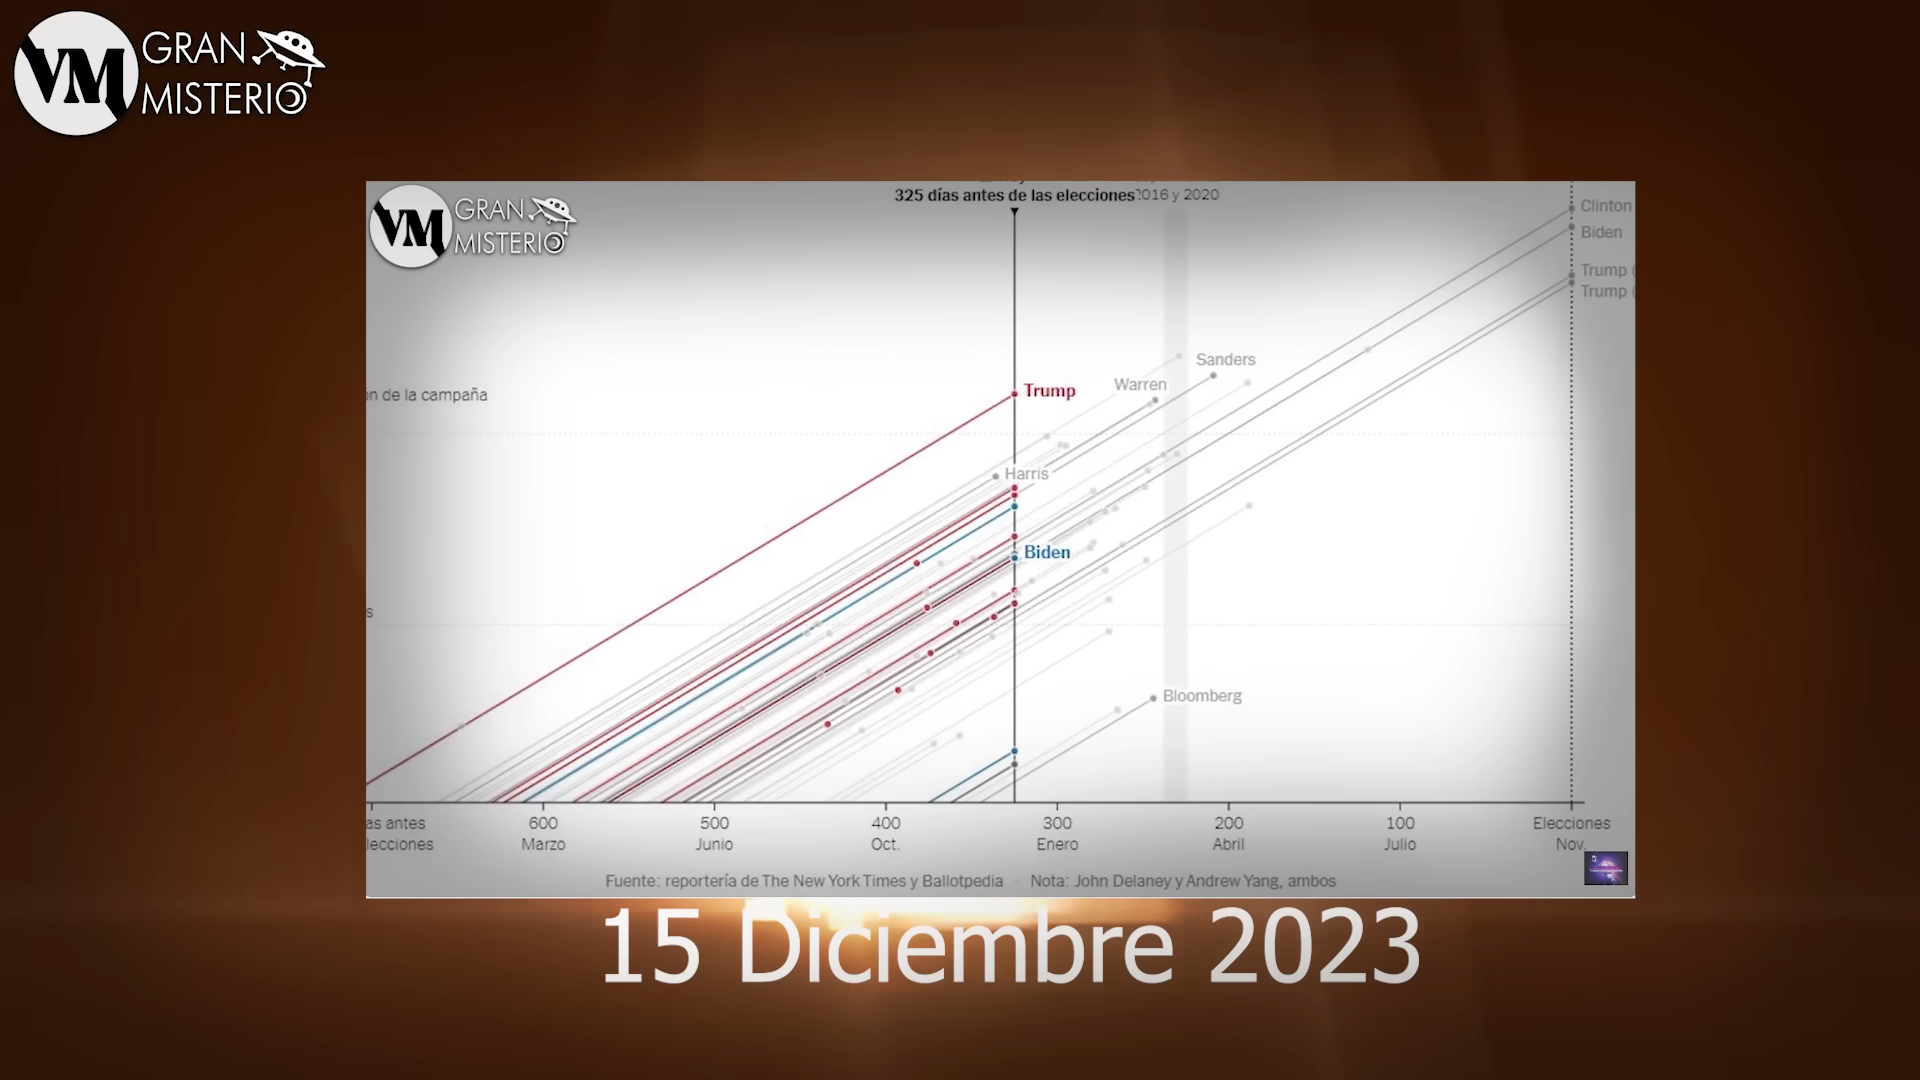 VM GRAN
MISTERIO
VM GRAN
MISTERIO
325 días antes de las elecciones 2016 y 2020
Clinton
Biden
Trump (
Trump (
Sanders
Warren
Trump
ón de la campaña
Harris
Biden
s
Bloomberg
as antes 600 500 400 300 200 100 Elecciones
lecciones Marzo Junio Oct. Enero Abril Julio Nov.
Fuente: reportería de The New York Times y Ballotpedia Nota: John Delaney y Andrew Yang, ambos
15 Diciembre 2023